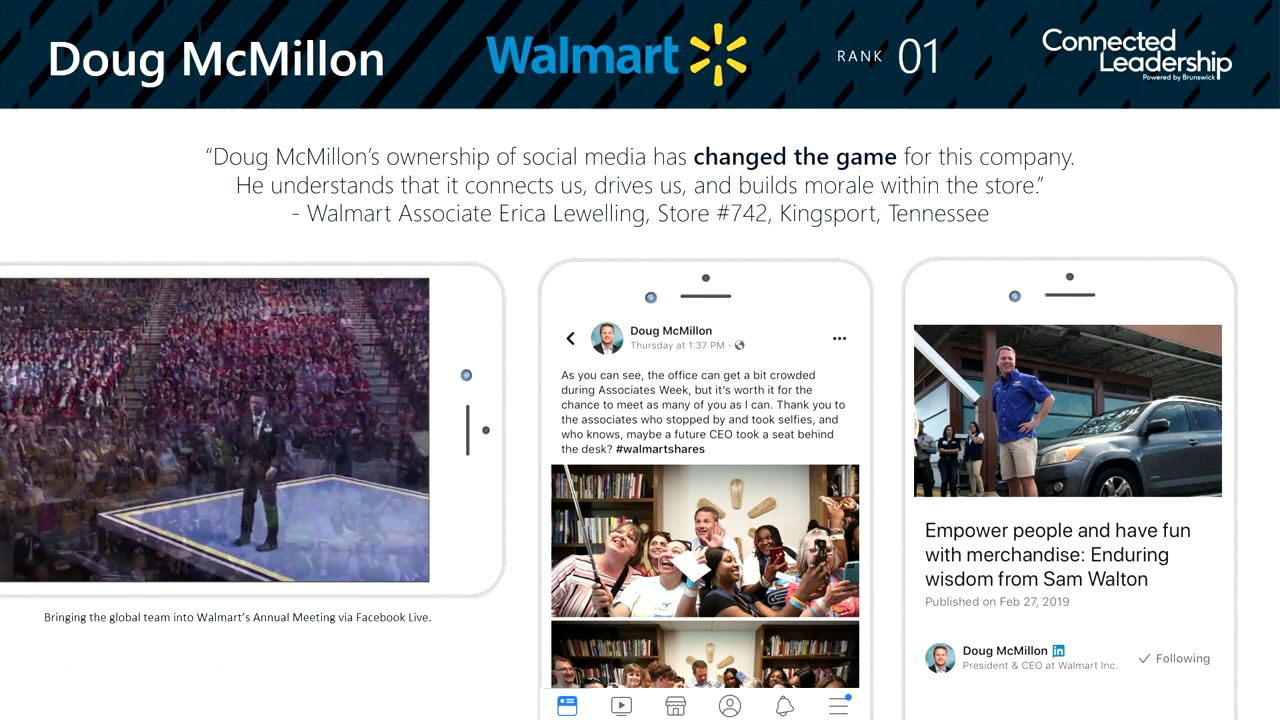 Doug McMillon
Walmart
RANK 01
Connected
Leadership
Powered by Brunswick
“Doug McMillon’s ownership of social media has changed the game for this company.
He understands that it connects us, drives us, and builds morale within the store.”
- Walmart Associate Erica Lewelling, Store #742, Kingsport, Tennessee
Bringing the global team into Walmart’s Annual Meeting via Facebook Live.
Doug McMillon
Thursday at 1:37 PM ·
As you can see, the office can get a bit crowded
during Associates Week, but it’s worth it for the
chance to meet as many of you as I can. Thank you to
the associates who stopped by and took selfies, and
who knows, maybe a future CEO took a seat behind
the desk? #walmartshares
Empower people and have fun
with merchandise: Enduring
wisdom from Sam Walton
Published on Feb 27, 2019
Doug McMillon in
President & CEO at Walmart Inc.
Following